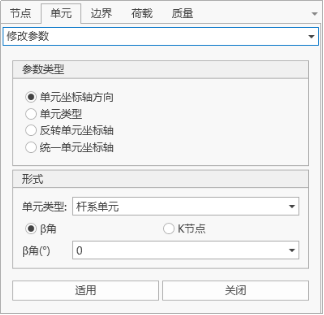 节点 单元 边界 荷载 质量
修改参数
参数类型
单元坐标轴方向
单元类型
反转单元坐标轴
统一单元坐标轴
形式
单元类型: 杆系单元
β角 K节点
β角(°) 0
适用 关闭